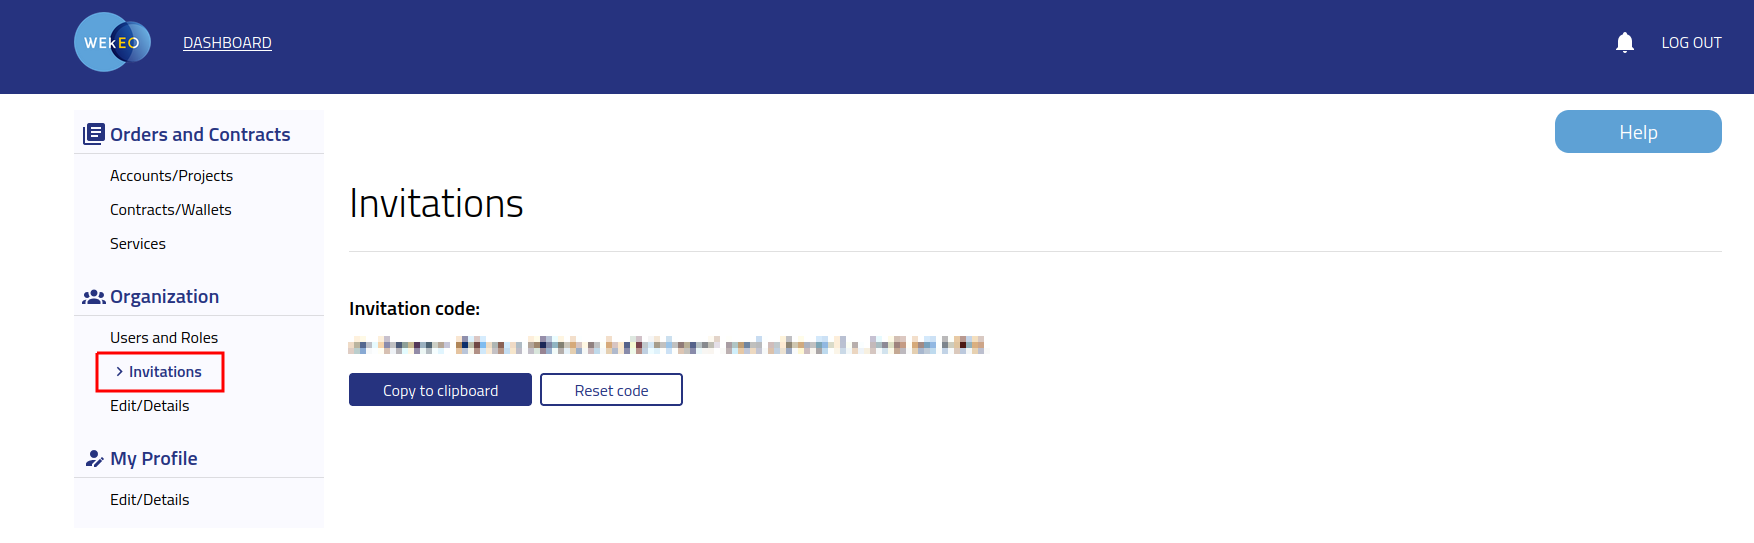 WEKEO
DASHBOARD
LOG OUT
Orders and Contracts
Accounts/Projects
Contracts/Wallets
Services
Organization
Users and Roles
Invitations
Edit/Details
My Profile
Edit/Details
Help
Invitations
Invitation code:
Copy to clipboard
Reset code